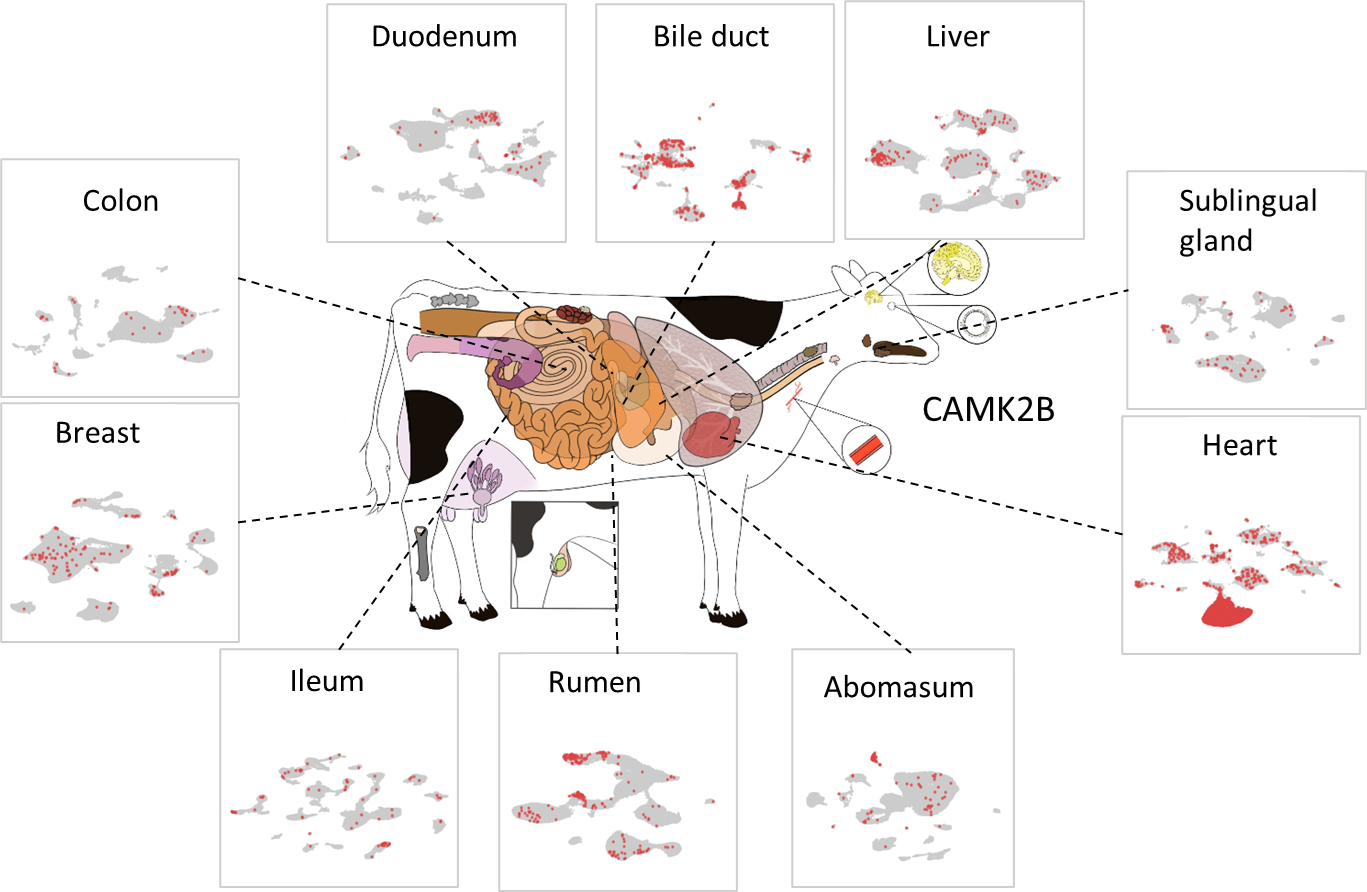 Duodenum
Bile duct
Liver
Colon
Sublingual
gland
CAMK2B
Breast
Heart
Ileum
Rumen
Abomasum